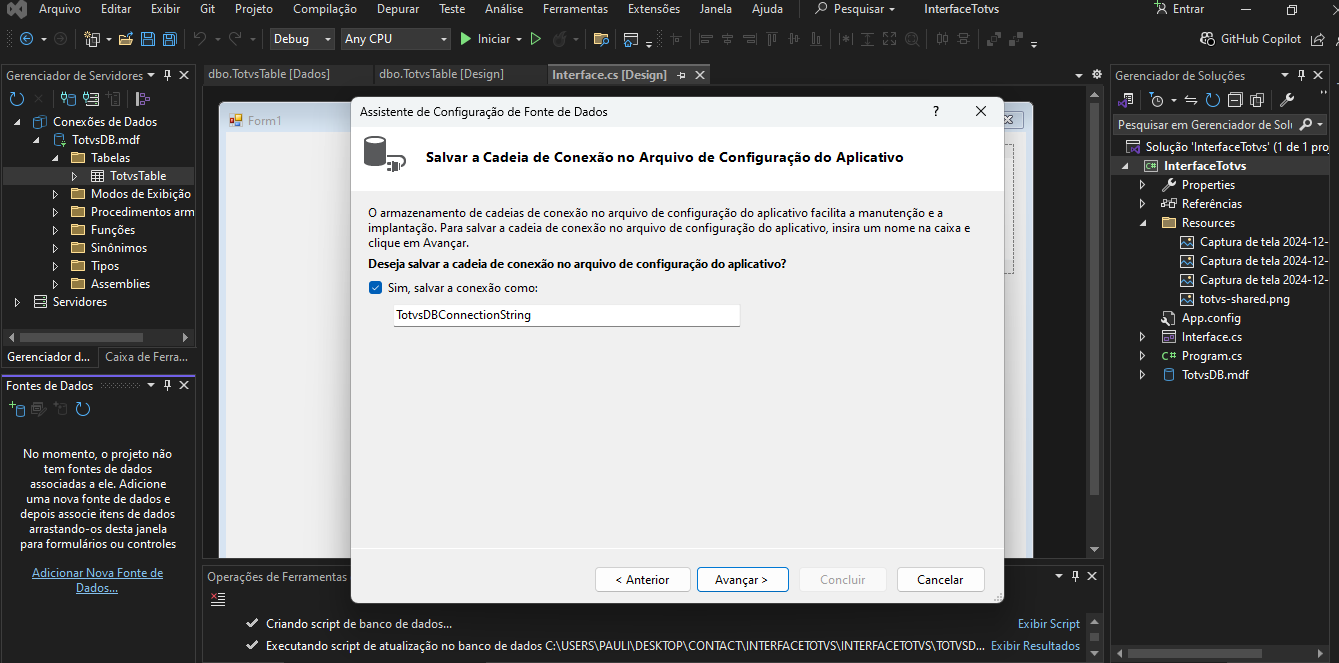 Arquivo Editar Exibir Git Projeto Compilação Depurar Teste Análise Ferramentas Extensões Janela Ajuda Pesquisar InterfaceTotvs Entrar
Debug Any CPU Iniciar GitHub Copilot
Gerenciador de Servidores
Conexões de Dados
TotvsDB.mdf
Tabelas
TotvsTable
Modos de Exibição
Procedimentos arm
Funções
Sinônimos
Tipos
Assemblies
Servidores
Gerenciador d... Caixa de Ferra...
Fontes de Dados
No momento, o projeto não
tem fontes de dados
associadas a ele. Adicione
uma nova fonte de dados e
depois associe itens de dados
arrastando-os desta janela
para formulários ou controles
Adicionar Nova Fonte de
Dados...
dbo.TotvsTable [Dados] dbo.TotvsTable [Design] Interface.cs [Design]
Form1
Assistente de Configuração de Fonte de Dados ?
Salvar a Cadeia de Conexão no Arquivo de Configuração do Aplicativo
O armazenamento de cadeias de conexão no arquivo de configuração do aplicativo facilita a manutenção e a
implantação. Para salvar a cadeia de conexão no arquivo de configuração do aplicativo, insira um nome na caixa e
clique em Avançar.
Deseja salvar a cadeia de conexão no arquivo de configuração do aplicativo?
Sim, salvar a conexão como:
TotvsDBConnectionString
< Anterior Avançar > Concluir Cancelar
Operações de Ferramentas
Criando script de banco de dados... Exibir Script
Executando script de atualização no banco de dados C:\USERS\PAULI\DESKTOP\CONTACT\INTERFACETOTVS\INTERFACETOTVS\TOTVSD... Exibir Resultados
Gerenciador de Soluções
Pesquisar em Gerenciador de Sol
Solução 'InterfaceTotvs' (1 de 1 proj
InterfaceTotvs
Properties
Referências
Resources
Captura de tela 2024-12-
Captura de tela 2024-12-
Captura de tela 2024-12-
totvs-shared.png
App.config
Interface.cs
C# Program.cs
TotvsDB.mdf